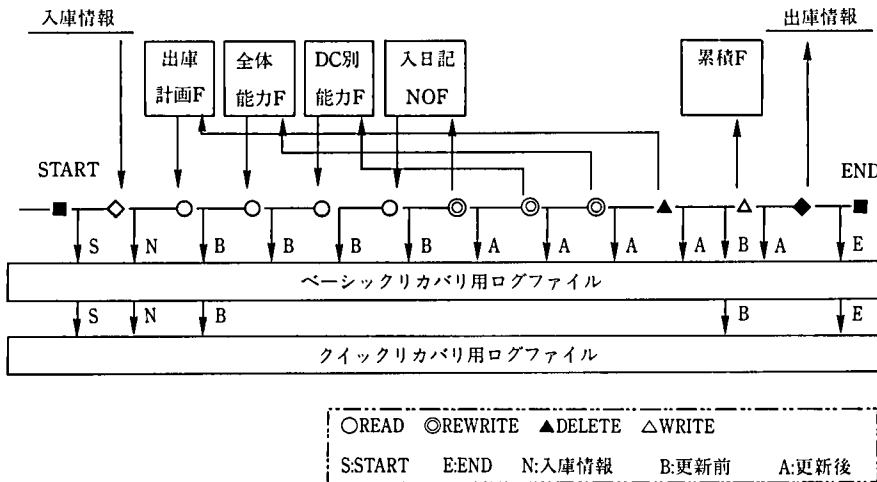 入庫情報
出庫情報
出庫
計画F
全体
能力F
DC別
能力F
入日記
NOF
累積F
START
END
S N B B B B A A A A B A E
ベーシックリカバリ用ログファイル
S N B B E
クイックリカバリ用ログファイル
○READ ◎REWRITE ▲DELETE △WRITE
S:START E:END N:入庫情報 B:更新前 A:更新後